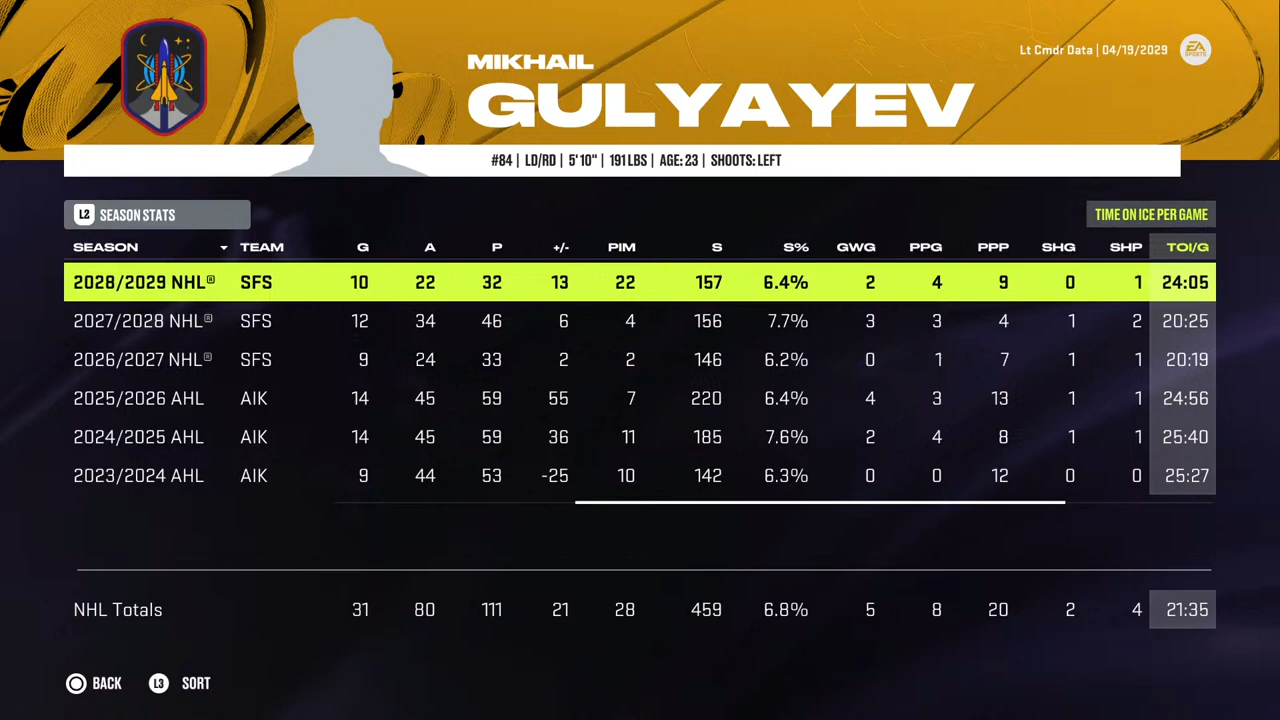 Lt Cmdr Data | 04/19/2029
EA SPORTS
MIKHAIL
GULYAYEV
#84 | LD/RD | 5'10" | 191 LBS | AGE: 23 | SHOOTS: LEFT
L2 SEASON STATS
TIME ON ICE PER GAME
SEASON TEAM G A P +/- PIM S S% GWG PPG PPP SHG SHP TOI/G
2028/2029 NHL® SFS 10 22 32 13 22 157 6.4% 2 4 9 0 1 24:05
2027/2028 NHL® SFS 12 34 46 6 4 156 7.7% 3 3 4 1 2 20:25
2026/2027 NHL® SFS 9 24 33 2 2 146 6.2% 0 1 7 1 1 20:19
2025/2026 AHL AIK 14 45 59 55 7 220 6.4% 4 3 13 1 1 24:56
2024/2025 AHL AIK 14 45 59 36 11 185 7.6% 2 4 8 1 1 25:40
2023/2024 AHL AIK 9 44 53 -25 10 142 6.3% 0 0 12 0 0 25:27
NHL Totals 31 80 111 21 28 459 6.8% 5 8 20 2 4 21:35
BACK L3 SORT